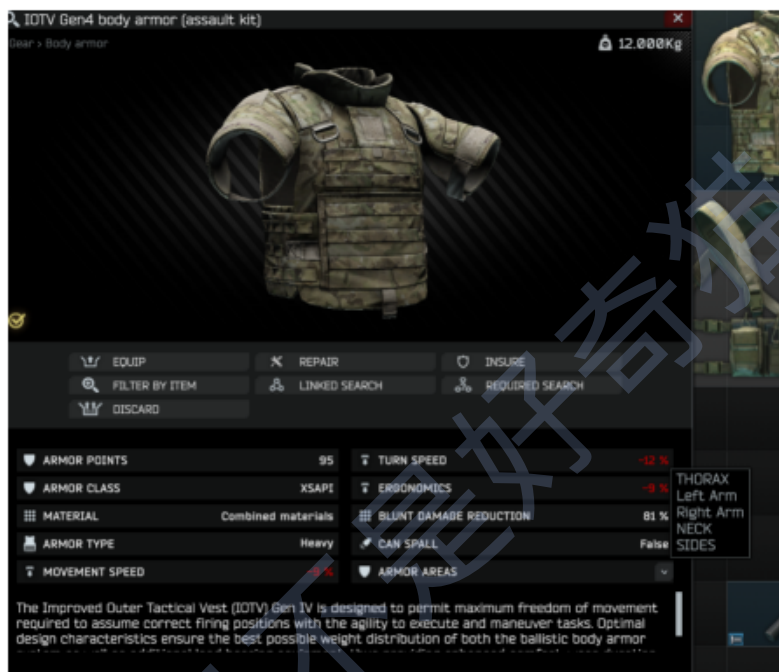 IOTV Gen4 body armor (assault kit)
Gear > Body armor
12.000Kg
EQUIP
REPAIR
INSURE
FILTER BY ITEM
LINKED SEARCH
REQUIRED SEARCH
DISCARD
ARMOR POINTS 95
TURN SPEED -12 %
ARMOR CLASS XSAPI
ERGONOMICS -9 %
MATERIAL Combined materials
BLUNT DAMAGE REDUCTION 81 %
ARMOR TYPE Heavy
CAN SPALL False
MOVEMENT SPEED
ARMOR AREAS
THORAX
Left Arm
Right Arm
NECK
SIDES
The Improved Outer Tactical Vest (IOTV) Gen IV is designed to permit maximum freedom of movement
required to assume correct firing positions with the agility to execute and maneuver tasks. Optimal
design characteristics ensure the best possible weight distribution of both the ballistic body armor
不是好奇猫